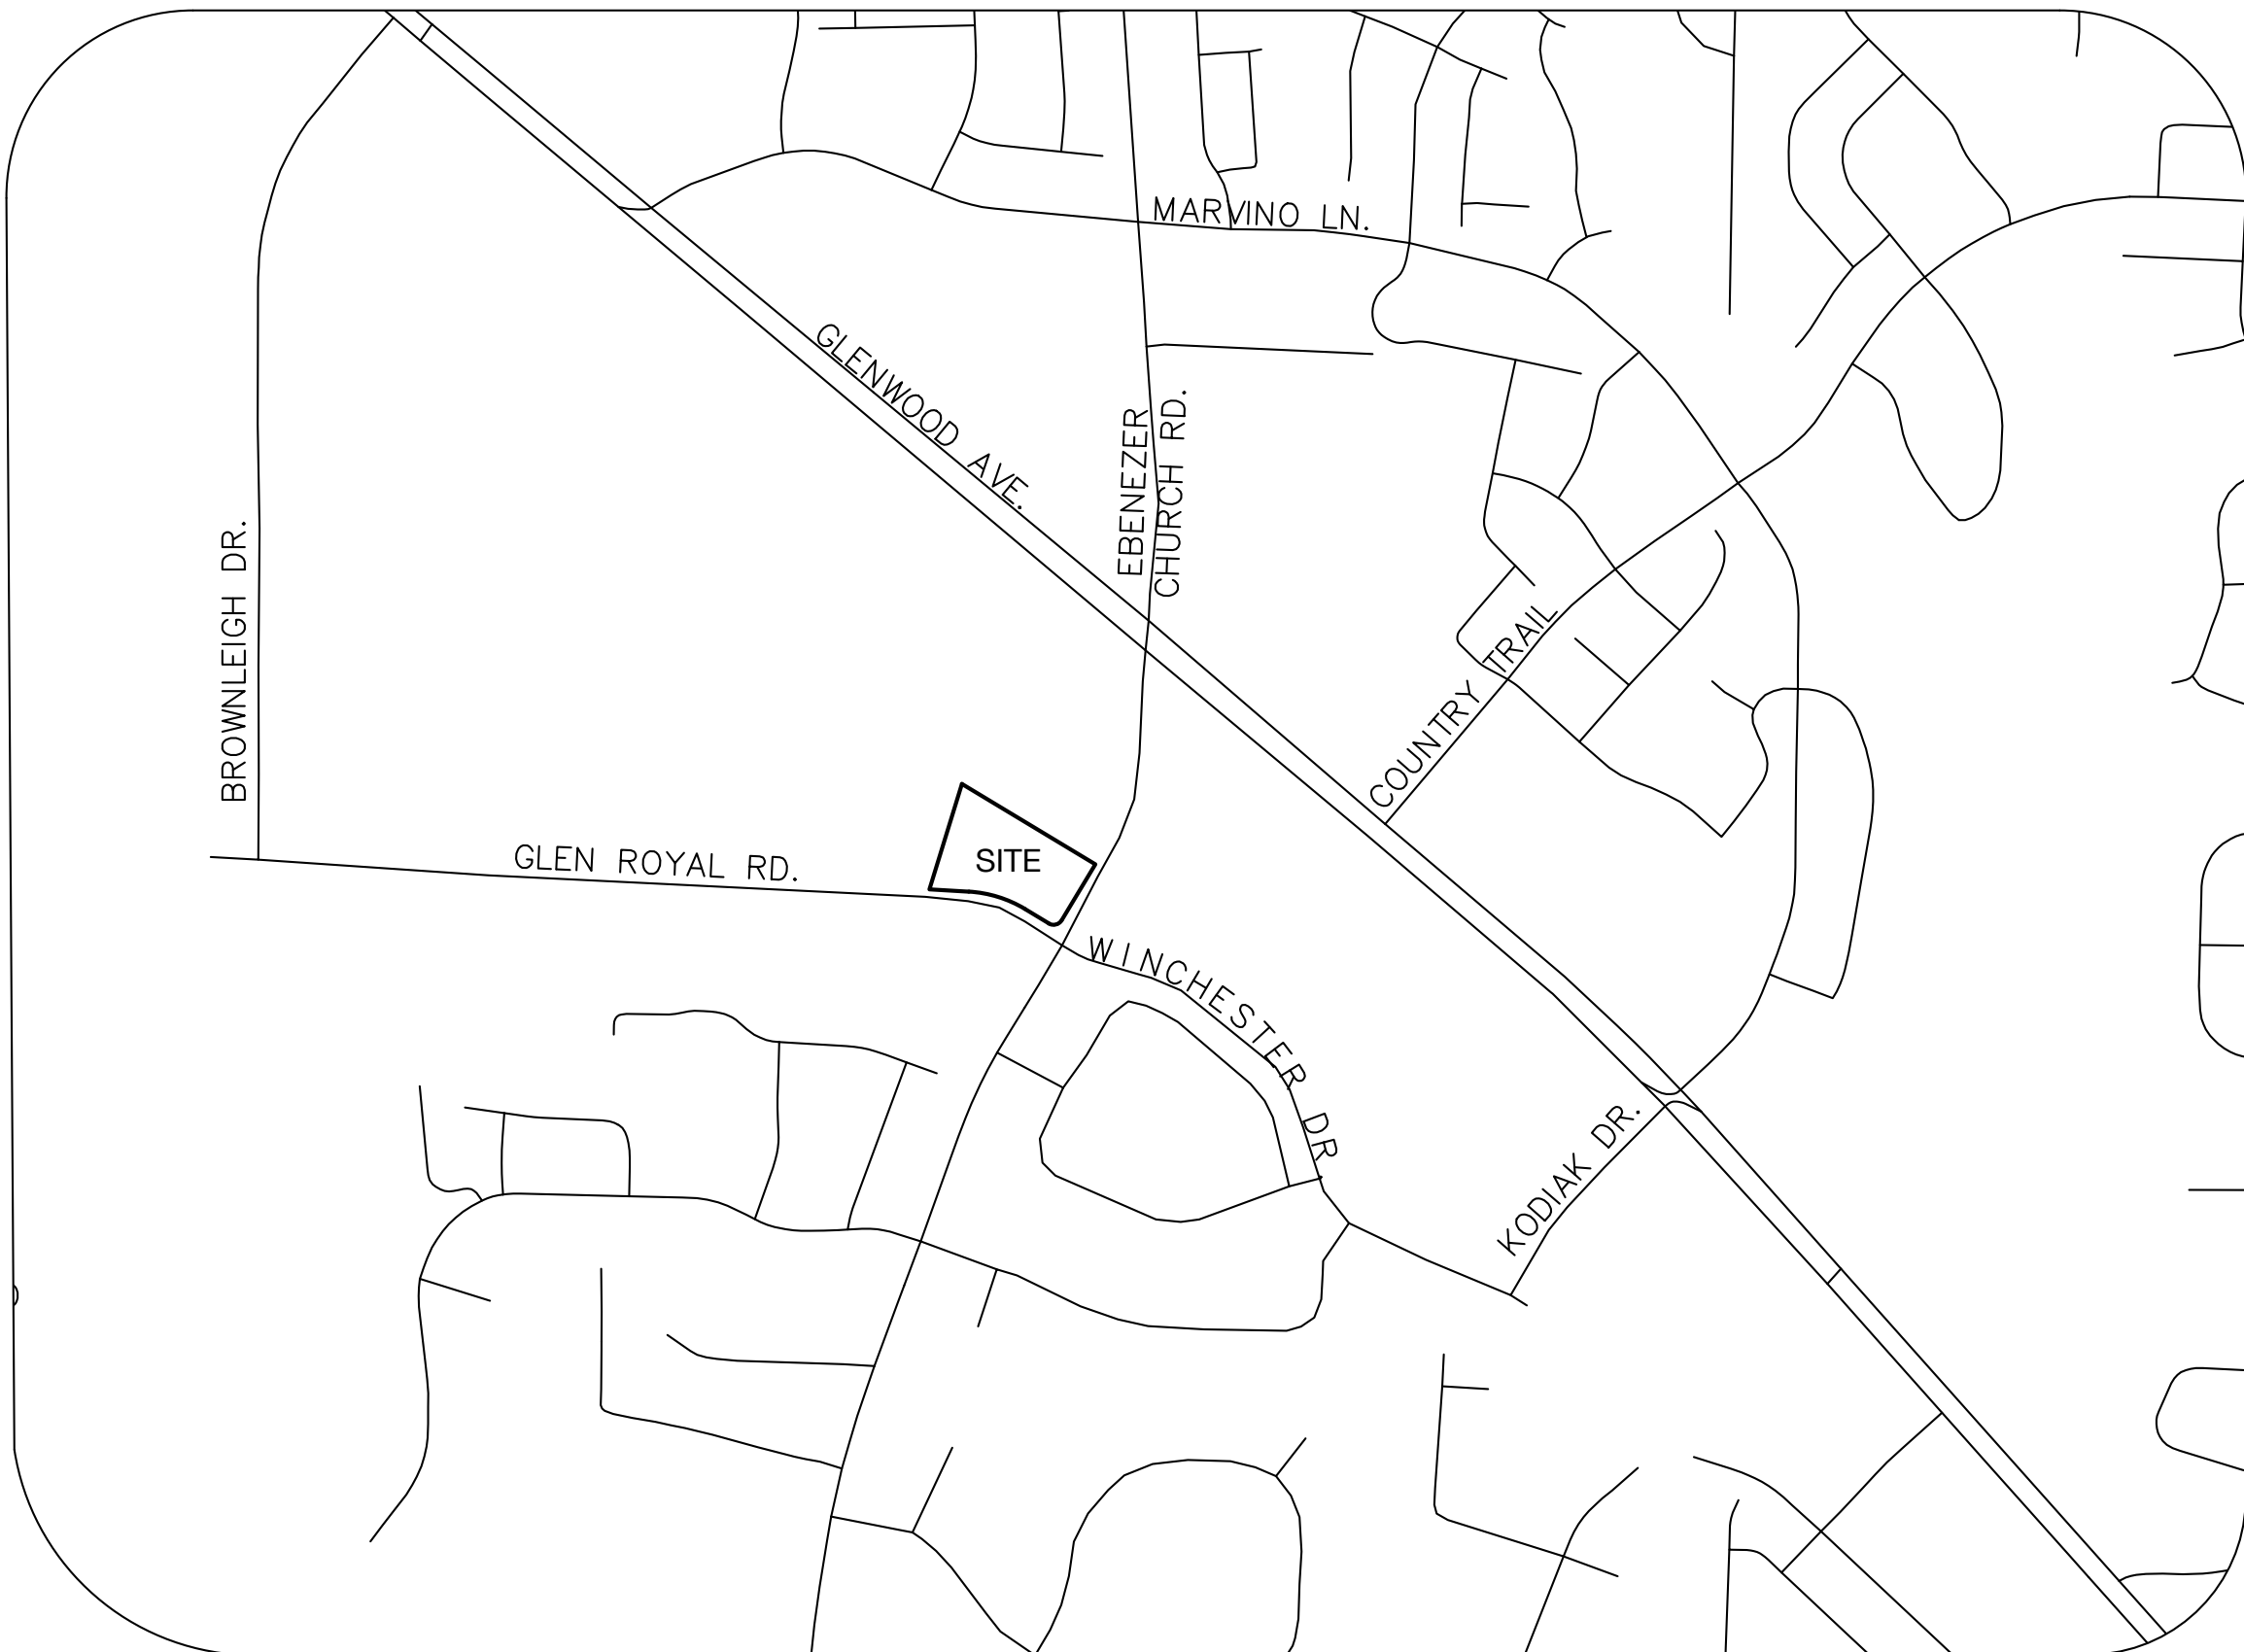 MARVINO LN.
GLENWOOD AVE.
EBENEZER
CHURCH RD.
BROWNLEIGH DR.
COUNTRY TRAIL
GLEN ROYAL RD.
SITE
WINCHESTER DR
KODIAK DR.